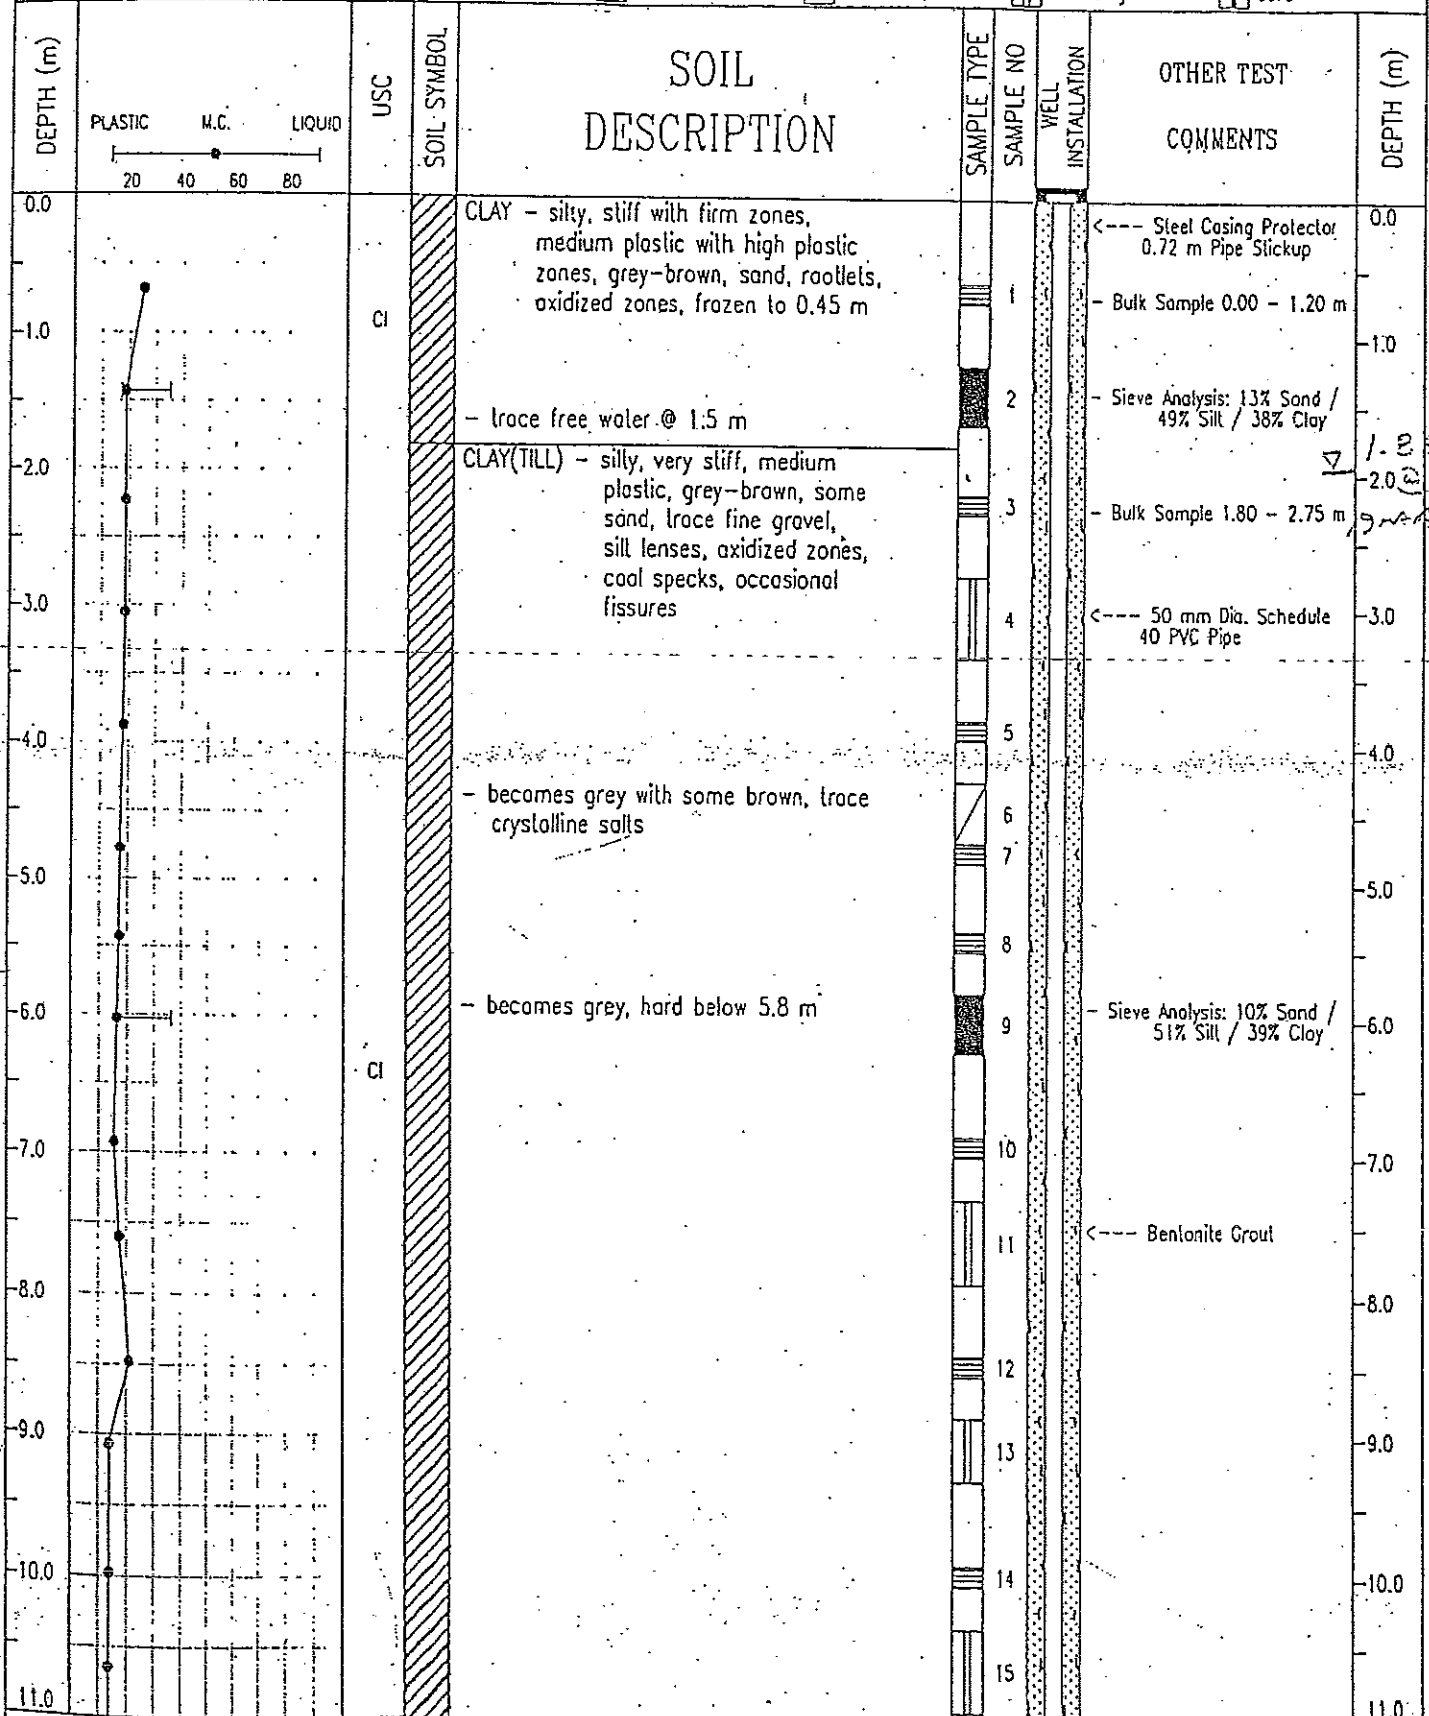 DEPTH (m)
PLASTIC M.C. LIQUID
20 40 60 80
USC
SOIL SYMBOL
SOIL
DESCRIPTION
SAMPLE TYPE
SAMPLE NO
WELL
INSTALLATION
OTHER TEST
COMMENTS
DEPTH (m)
0.0
1.0
2.0
3.0
4.0
5.0
6.0
7.0
8.0
9.0
10.0
11.0
CI
CI
CLAY - silty, stiff with firm zones,
medium plastic with high plastic
zones, grey-brown, sand, rootlets,
oxidized zones, frozen to 0.45 m
- trace free water @ 1.5 m
CLAY(TILL) - silty, very stiff, medium
plastic, grey-brown, some
sand, trace fine gravel,
silt lenses, oxidized zones,
coal specks, occasional
fissures
- becomes grey with some brown, trace
crystalline salts
- becomes grey, hard below 5.8 m
1
2
3
4
5
6
7
8
9
10
11
12
13
14
15
<--- Steel Casing Protector
0.72 m Pipe Stickup
- Bulk Sample 0.00 - 1.20 m
- Sieve Analysis: 13% Sand /
49% Silt / 38% Clay
- Bulk Sample 1.80 - 2.75 m
<--- 50 mm Dia. Schedule
40 PVC Pipe
- Sieve Analysis: 10% Sand /
51% Silt / 39% Clay
<--- Bentonite Grout
0.0
1.0
2.0
3.0
4.0
5.0
6.0
7.0
8.0
9.0
10.0
11.0